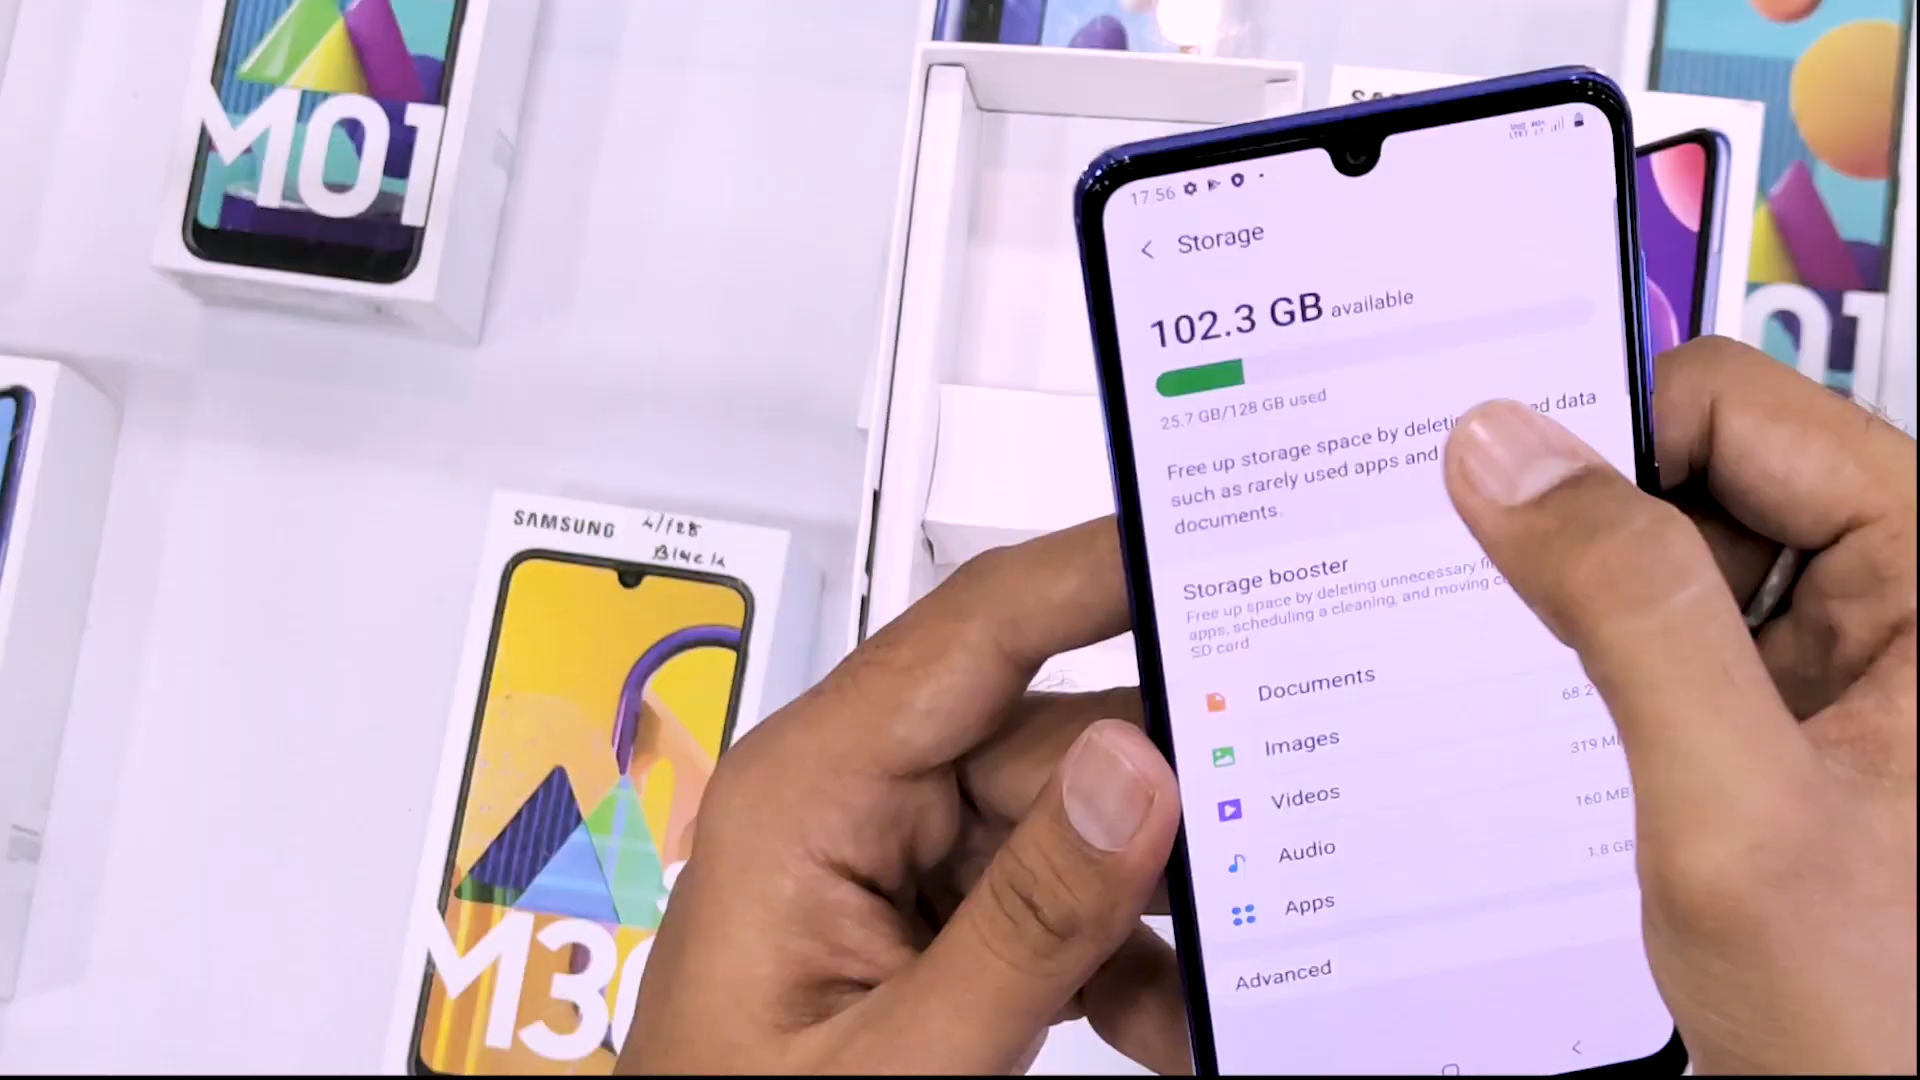 M01
SAMSUNG 4/128
Black
M30
17:56
Storage
102.3 GB available
25.7 GB/128 GB used
Free up storage space by
such as rarely used apps and
documents.
Storage booster
Free up space by deleting unnecessary
apps, scheduling a cleaning, and moving
SD card
Documents
Images 319
Videos 160 MB
Audio 1.8 GB
Apps
Advanced
01